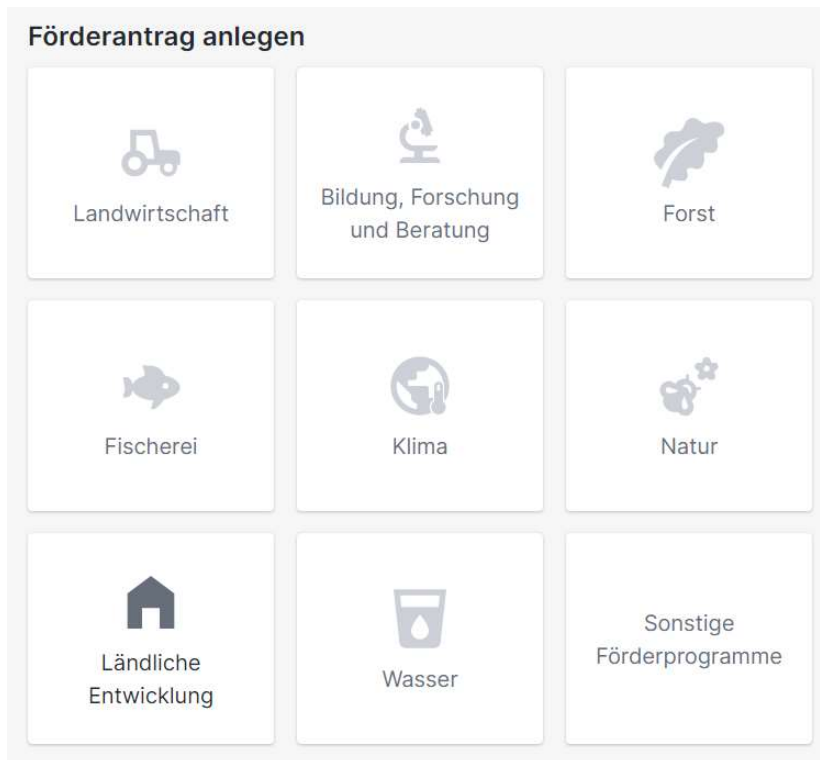 Förderantrag anlegen
Landwirtschaft
Bildung, Forschung
und Beratung
Forst
Fischerei
Klima
Natur
Ländliche
Entwicklung
Wasser
Sonstige
Förderprogramme